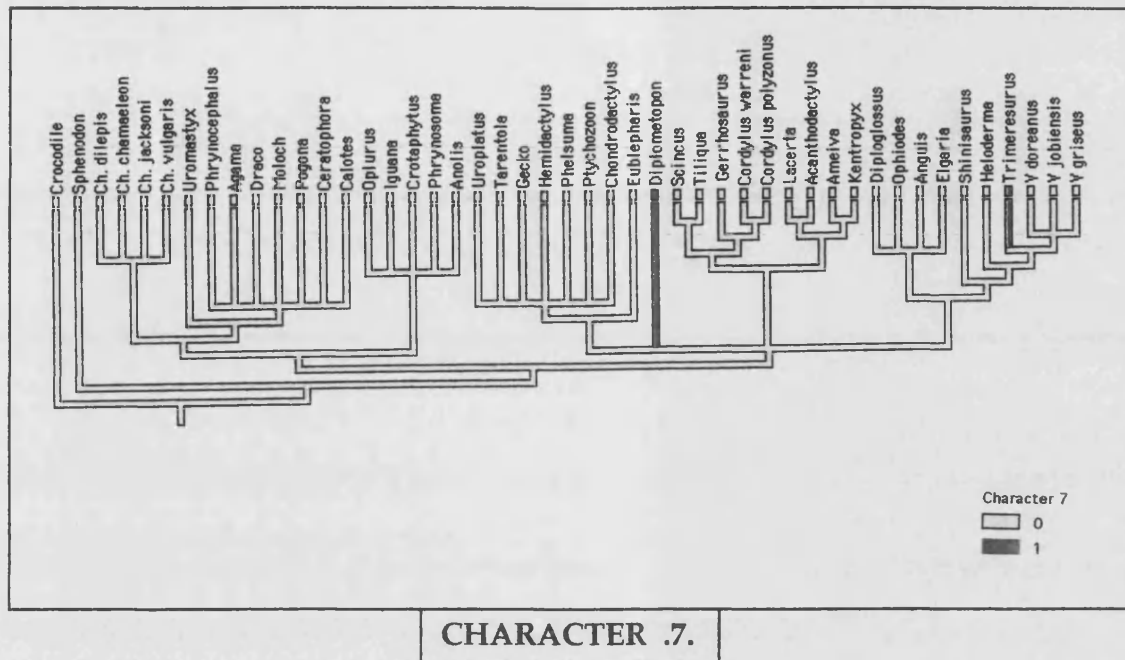 Crocodile
Sphenodon
Ch. dilepis
Ch. chamaeleon
Ch. jacksoni
Ch. vulgaris
Uromastyx
Phrynocephalus
Agama
Draco
Moloch
Pogona
Ceratophora
Calotes
Oplurus
Iguana
Crotaphytus
Phrynosoma
Anolis
Uroplatus
Tarentola
Gecko
Hemidactylus
Phelsuma
Ptychozoon
Chondrodactylus
Eublepharis
Diplometopon
Scincus
Tiliqua
Gerrhosaurus
Cordylus warreni
Cordylus polyzonus
Lacerta
Acanthodactylus
Ameiva
Kentropyx
Diploglossus
Ophiodes
Anguis
Elgaria
Shinisaurus
Heloderma
Trimeresurus
V doreanus
V jobiensis
V griseus
Character 7
0
1
CHARACTER .7.